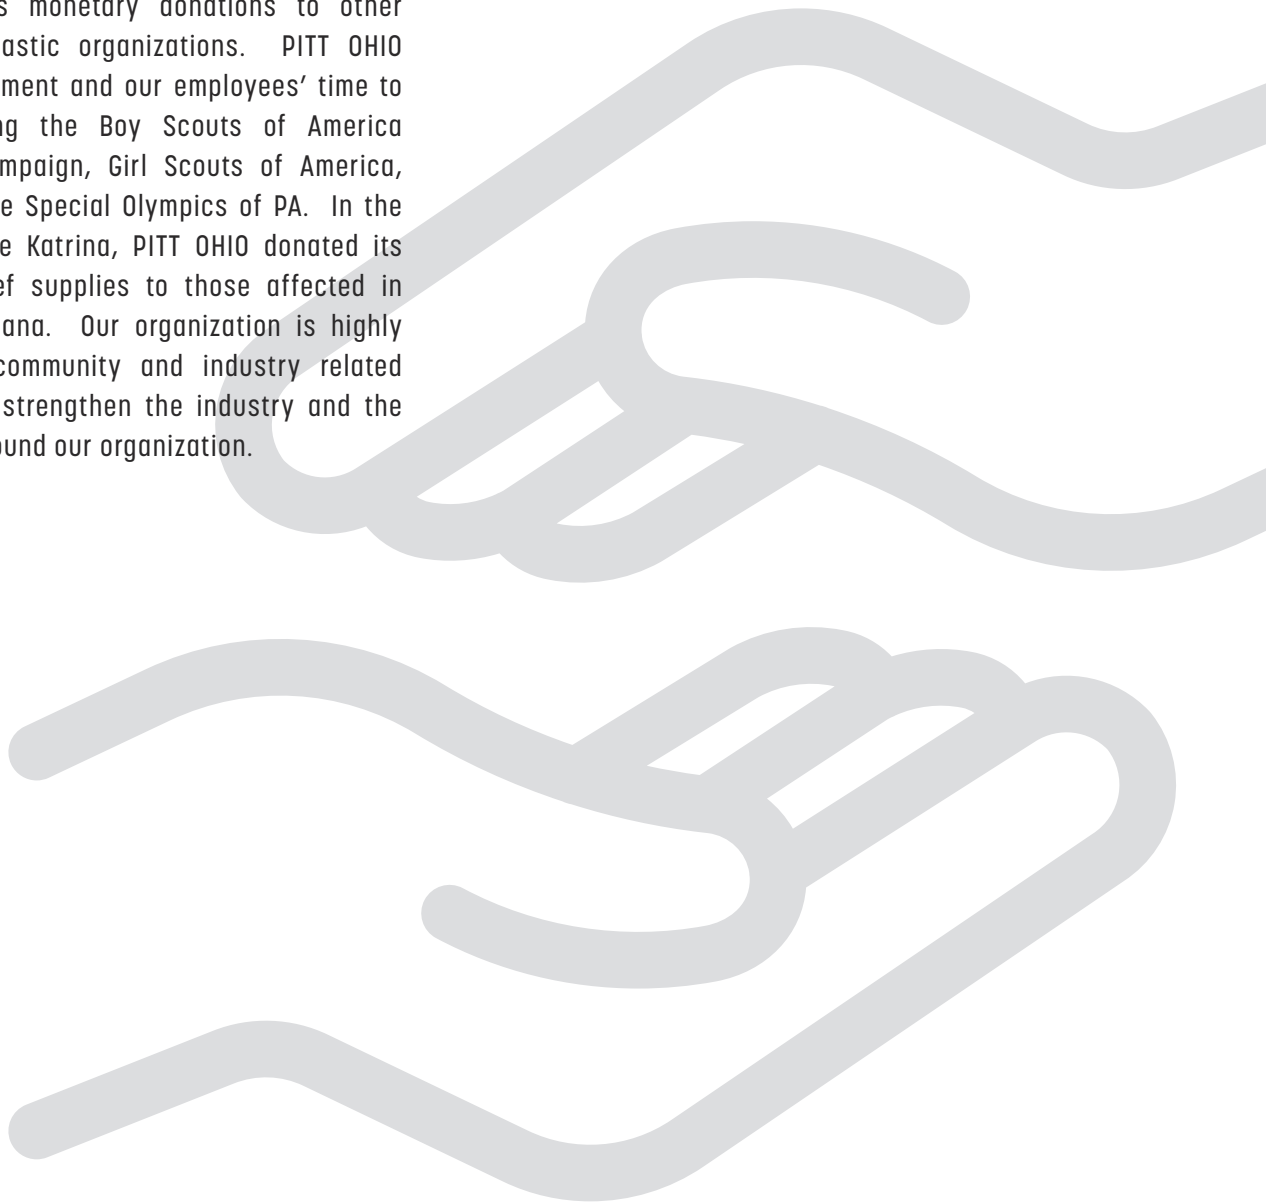 s monetary donations to other
astic organizations. PITT OHIO
ment and our employees’ time to
ng the Boy Scouts of America
mpaign, Girl Scouts of America,
e Special Olympics of PA. In the
e Katrina, PITT OHIO donated its
ef supplies to those affected in
ana. Our organization is highly
community and industry related
strengthen the industry and the
ound our organization.